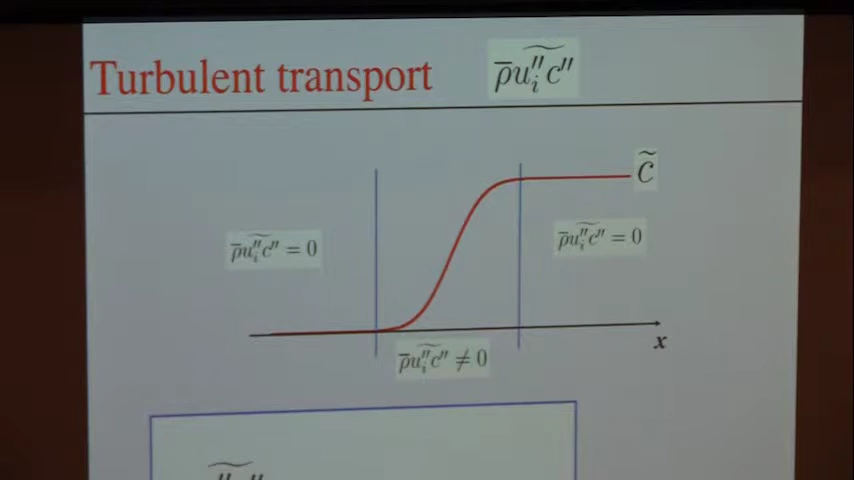 Turbulent transport ρ̅u͠ᵢ″c″
c̃
ρ̅u͠ᵢ″c″ = 0
ρ̅u͠ᵢ″c″ = 0
x
ρ̅u͠ᵢ″c″ ≠ 0